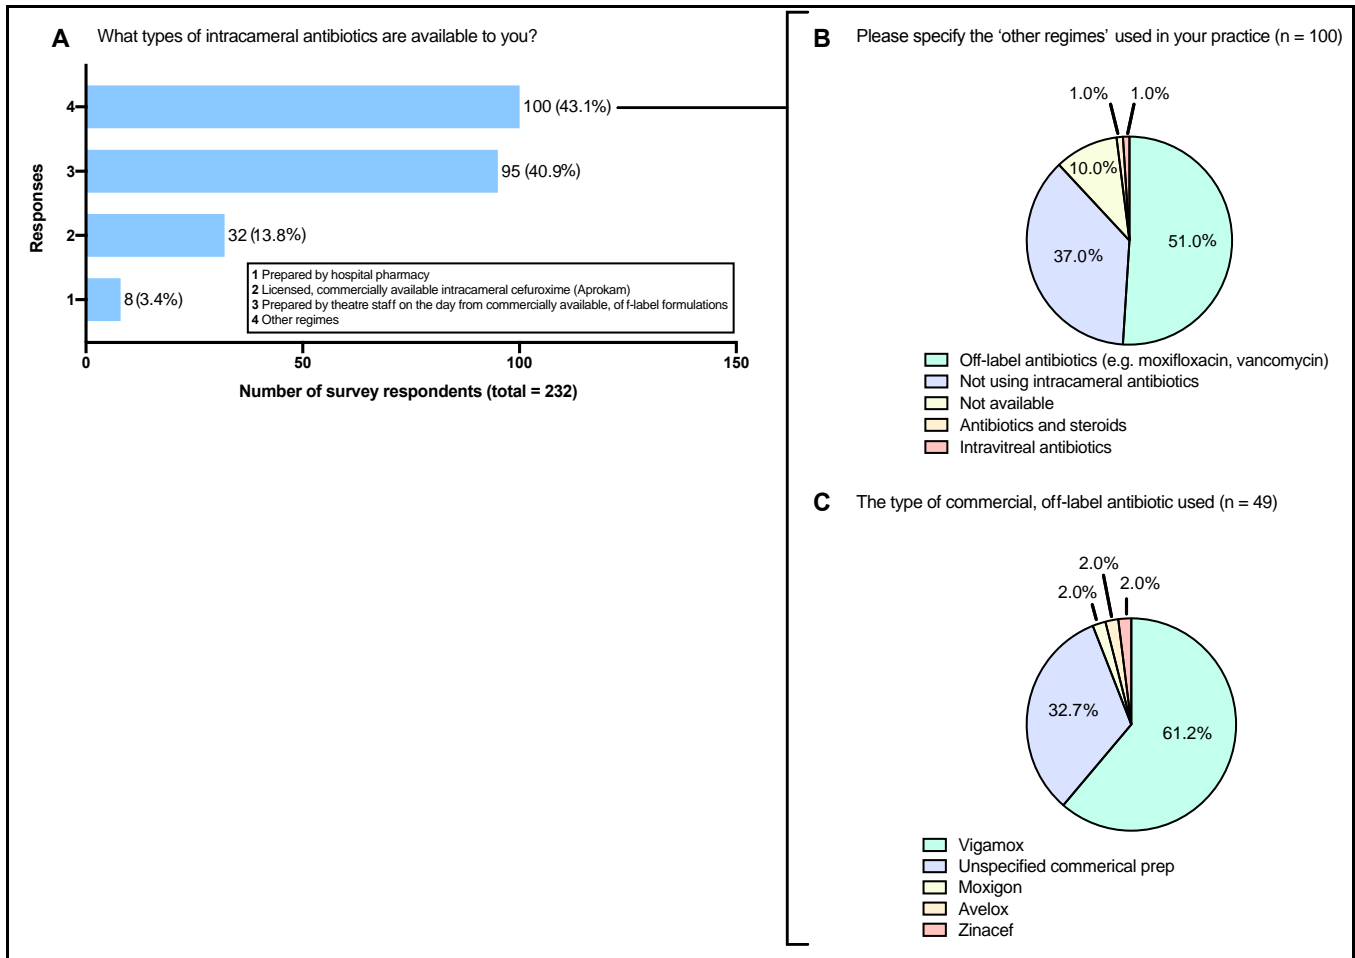 A What types of intracameral antibiotics are available to you?
Responses
4
100 (43.1%)
3
95 (40.9%)
2
32 (13.8%)
1
8 (3.4%)
1 Prepared by hospital pharmacy
2 Licensed, commercially available intracameral cefuroxime (Aprokam)
3 Prepared by theatre staff on the day from commercially available, of f-label formulations
4 Other regimes
0 50 100 150
Number of survey respondents (total = 232)
B Please specify the ‘other regimes’ used in your practice (n = 100)
1.0% 1.0%
10.0%
37.0% 51.0%
Off-label antibiotics (e.g. moxifloxacin, vancomycin)
Not using intracameral antibiotics
Not available
Antibiotics and steroids
Intravitreal antibiotics
C The type of commercial, off-label antibiotic used (n = 49)
2.0%
2.0% 2.0%
32.7%
61.2%
Vigamox
Unspecified commerical prep
Moxigon
Avelox
Zinacef